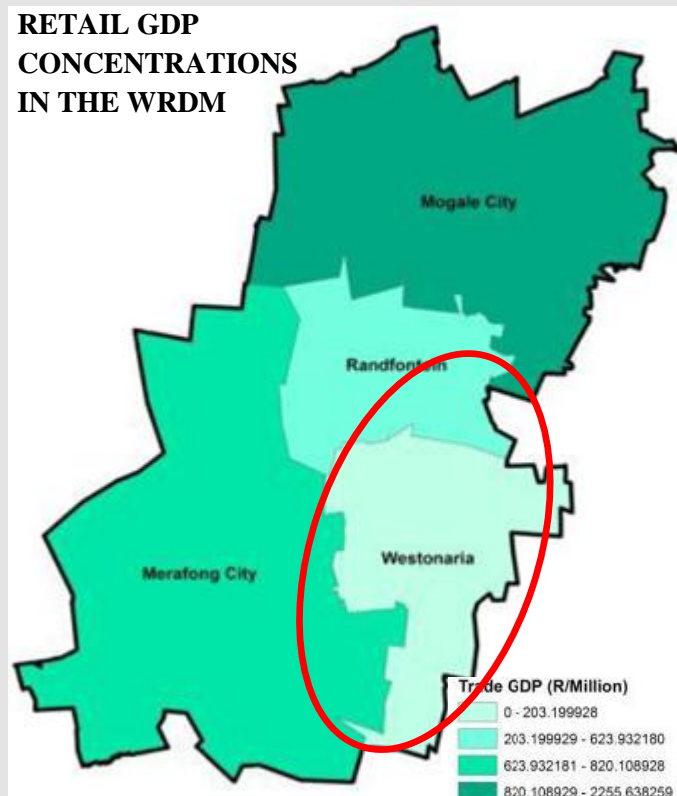 RETAIL GDP
CONCENTRATIONS
IN THE WRDM
Mogale City
Randfontein
Westonaria
Merafong City
Trade GDP (R/Million)
0 - 203.199928
203.199929 - 623.932180
623.932181 - 820.108928
820.108929 - 2255.638259